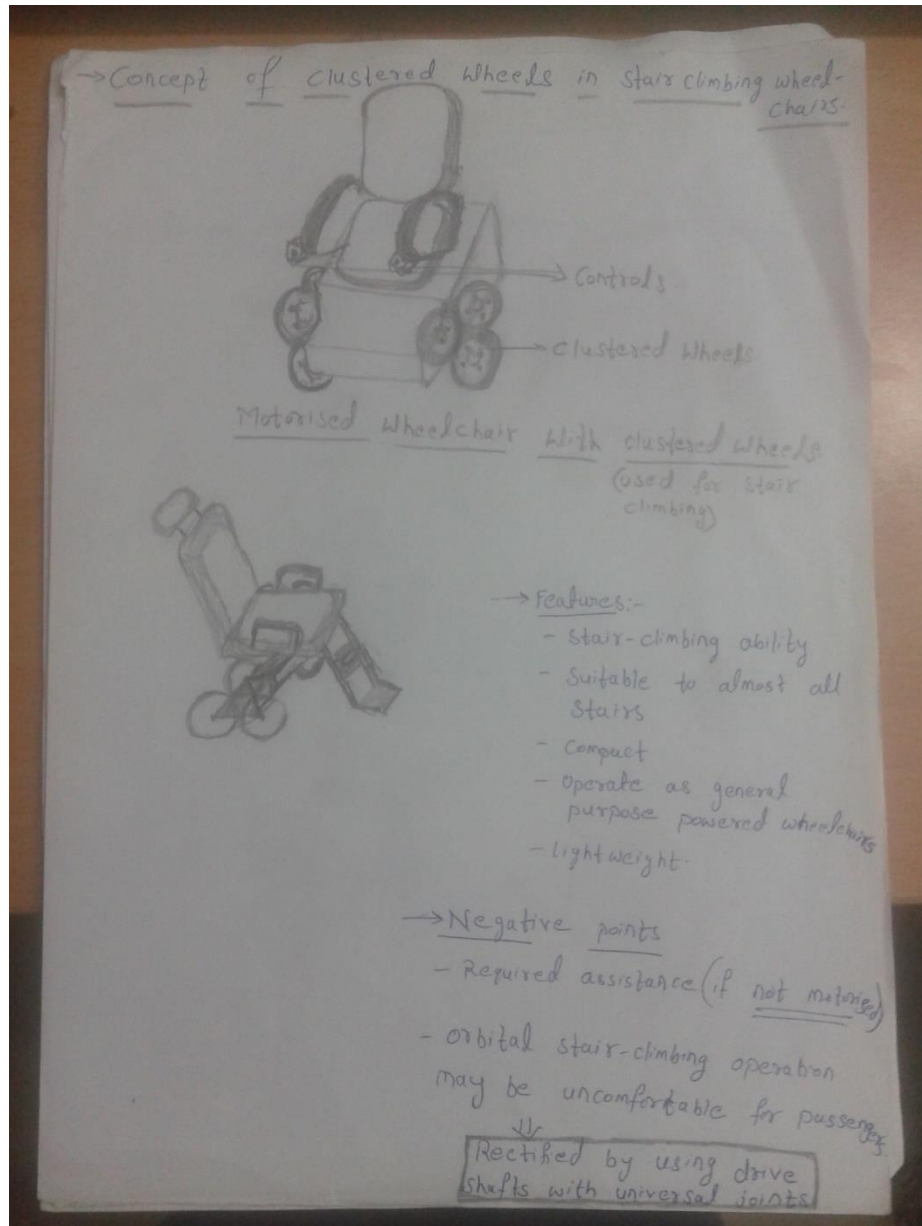 → Concept of clustered wheels in stair climbing wheel-
chairs.
→ Controls
→ Clustered wheels
Motorised wheelchair with clustered wheels
(used for stair
climbing)
→ Features:-
- Stair-climbing ability
- Suitable to almost all
stairs
- Compact
- Operate as general
purpose powered wheelchairs
- Lightweight.
→ Negative points
- Required assistance (if not motorised)
- Orbital stair-climbing operation
may be uncomfortable for passenger
⇓
Rectified by using drive
shafts with universal joints